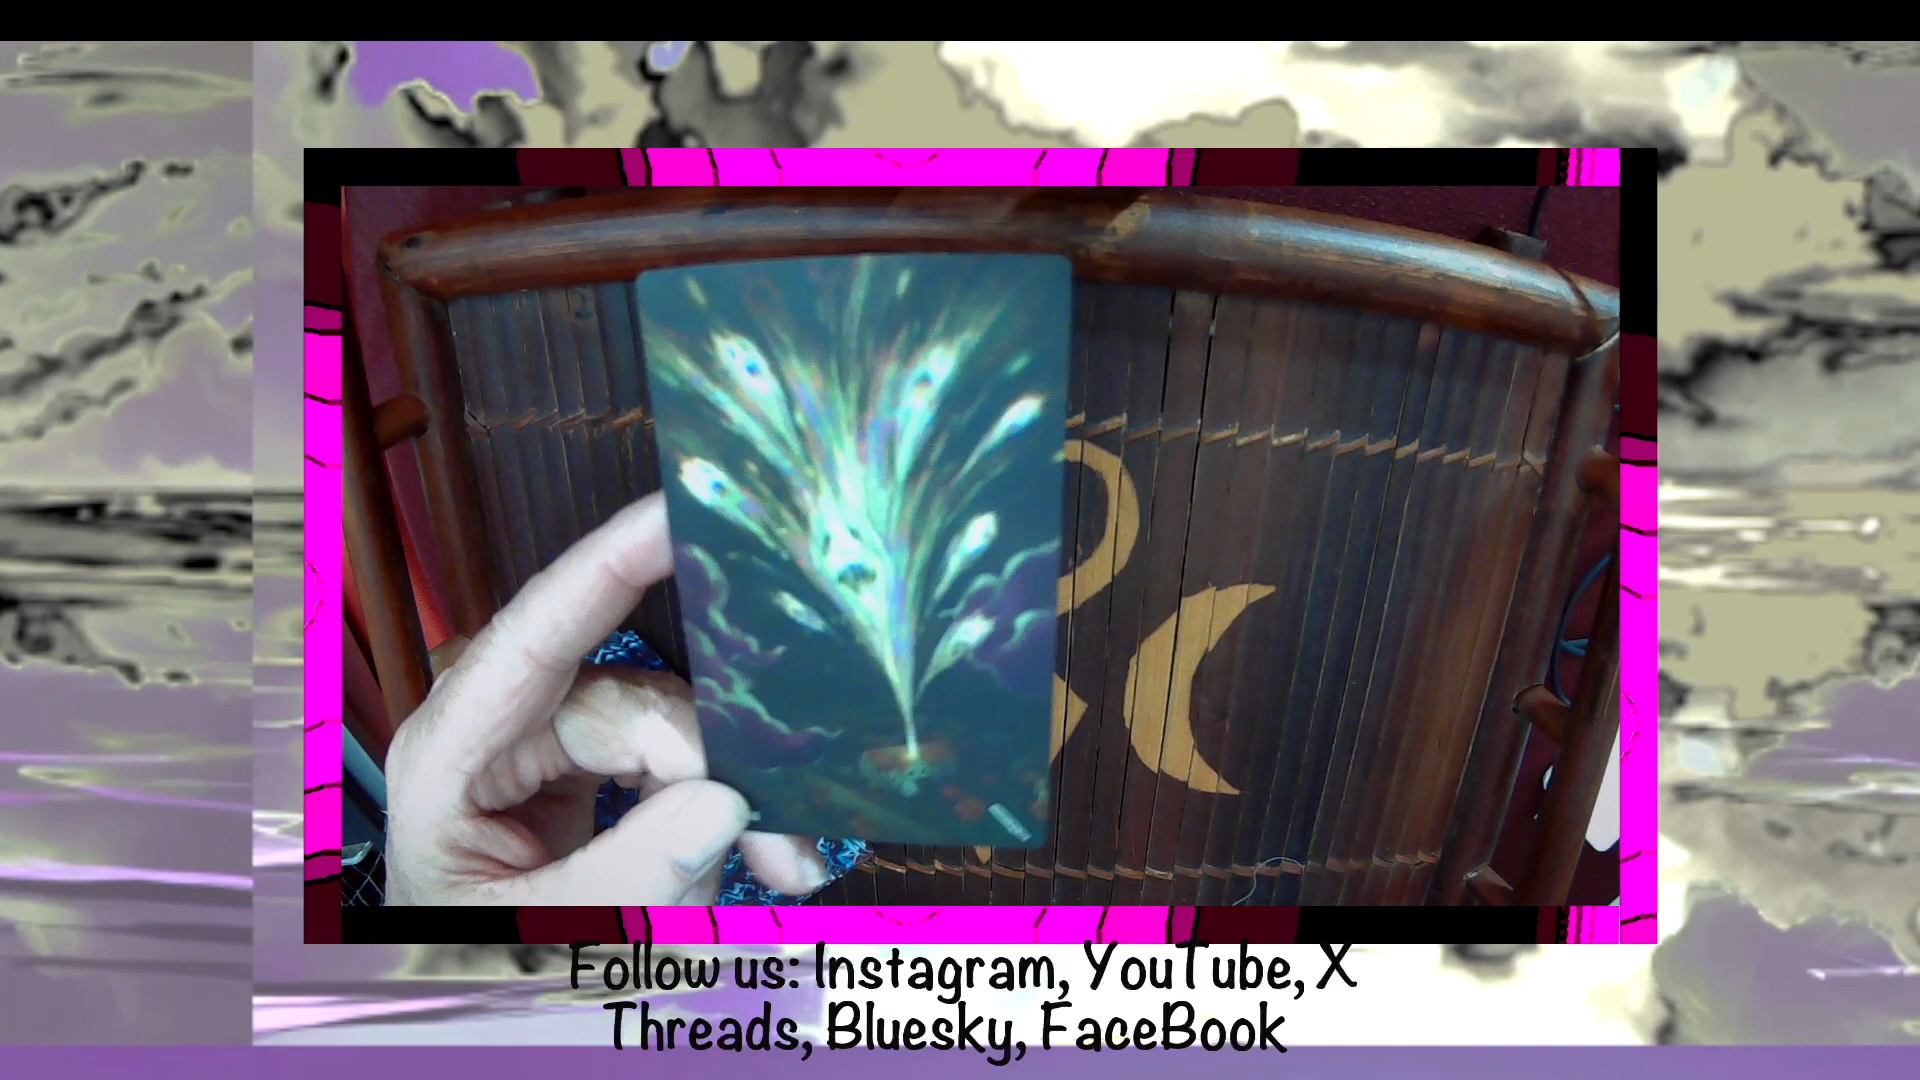 Follow us: Instagram, YouTube, X
Threads, Bluesky, FaceBook